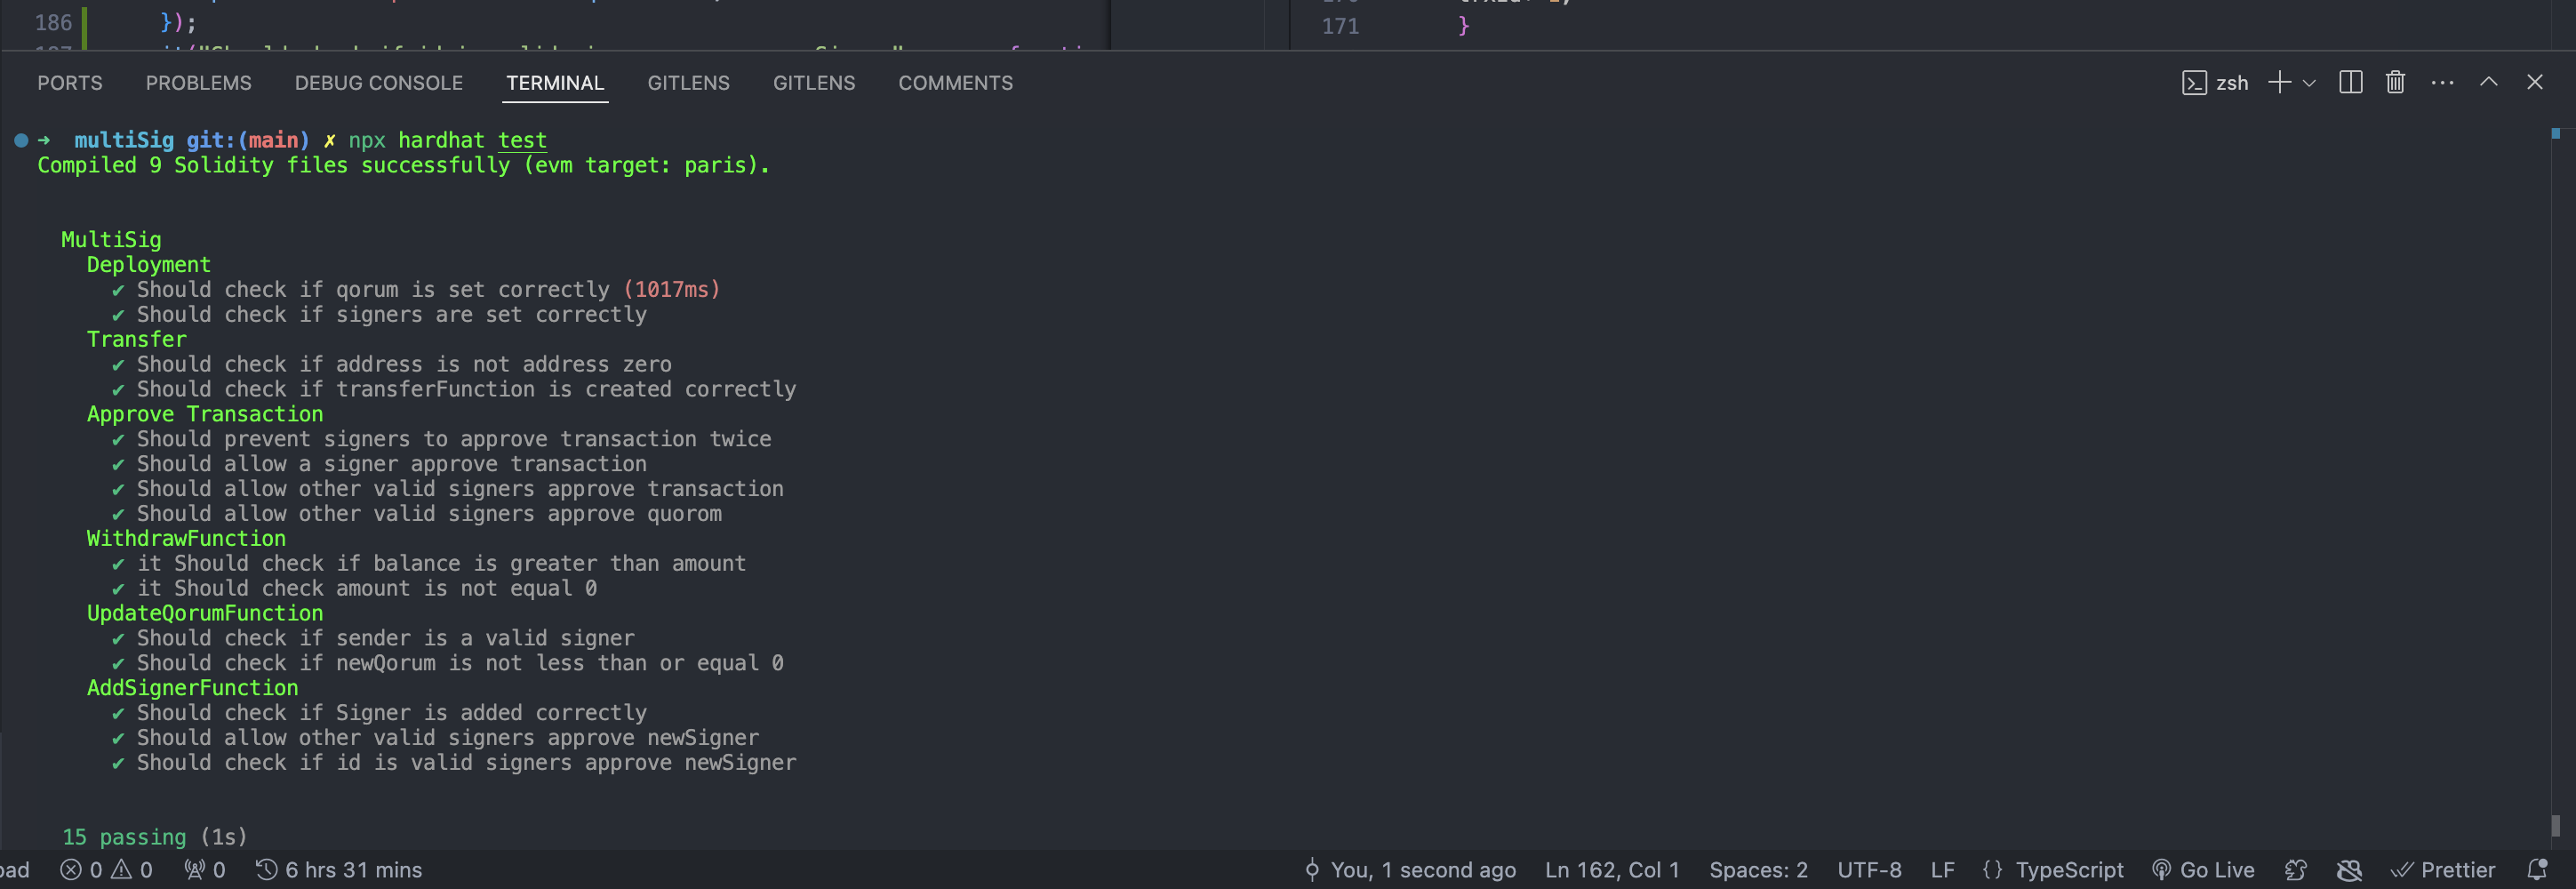 186 });
171 }
PORTS PROBLEMS DEBUG CONSOLE TERMINAL GITLENS GITLENS COMMENTS zsh
➜ multiSig git:(main) ✗ npx hardhat test
Compiled 9 Solidity files successfully (evm target: paris).
MultiSig
Deployment
✔ Should check if qorum is set correctly (1017ms)
✔ Should check if signers are set correctly
Transfer
✔ Should check if address is not address zero
✔ Should check if transferFunction is created correctly
Approve Transaction
✔ Should prevent signers to approve transaction twice
✔ Should allow a signer approve transaction
✔ Should allow other valid signers approve transaction
✔ Should allow other valid signers approve quorom
WithdrawFunction
✔ it Should check if balance is greater than amount
✔ it Should check amount is not equal 0
UpdateQorumFunction
✔ Should check if sender is a valid signer
✔ Should check if newQorum is not less than or equal 0
AddSignerFunction
✔ Should check if Signer is added correctly
✔ Should allow other valid signers approve newSigner
✔ Should check if id is valid signers approve newSigner
15 passing (1s)
oad 0 0 0 6 hrs 31 mins You, 1 second ago Ln 162, Col 1 Spaces: 2 UTF-8 LF {} TypeScript Go Live Prettier